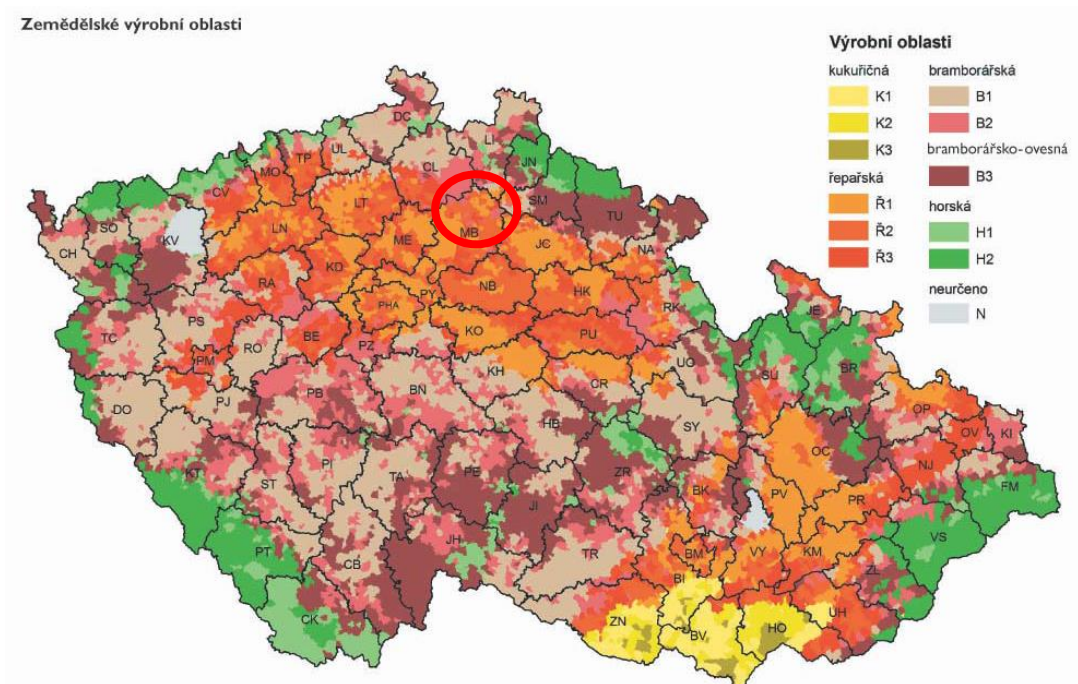 Zemědělské výrobní oblasti
Výrobní oblasti
kukuřičná
K1
K2
K3
řepařská
Ř1
Ř2
Ř3
bramborářská
B1
B2
bramborářsko-ovesná
B3
horská
H1
H2
neurčeno
N
DC
LI
JN
UL
TP
CL
MO
CV
SM
TU
LT
SO
KV
CH
LN
ME
MB
JC
NA
KD
RA
NB
HK
PHA
PY
RK
JE
PS
TC
BE
PZ
KO
PU
RO
PM
KH
UO
SU
BR
CR
DO
PJ
PB
BN
OP
HB
SY
OV
KI
OC
NJ
KT
PI
ST
TA
PE
ZR
FM
BK
PV
PR
JI
VS
PT
JH
TR
BM
VY
KM
CB
BI
ZL
CK
ZN
BV
HO
UH